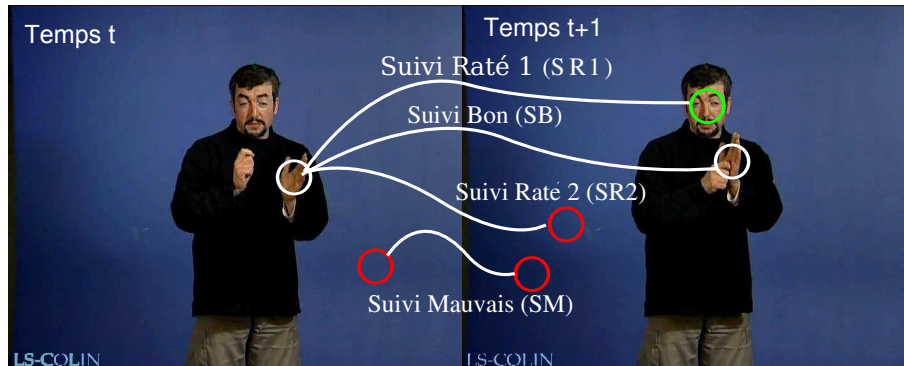 Temps t
Temps t+1
Suivi Raté 1 (SR1)
Suivi Bon (SB)
Suivi Raté 2 (SR2)
Suivi Mauvais (SM)
LS-COLIN
LS-COLIN